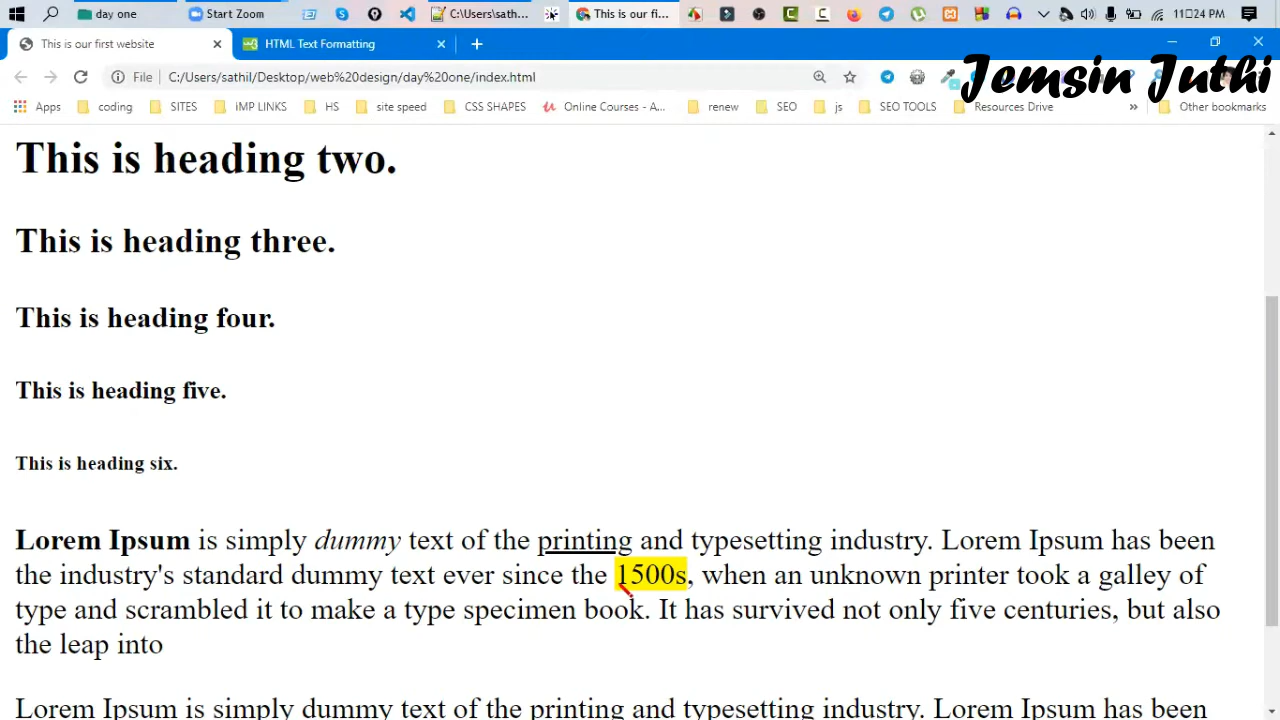 day one
Start Zoom
C:\Users\sath...
This is our fi...
11:24 PM
This is our first website
HTML Text Formatting
File
C:/Users/sathil/Desktop/web%20design/day%20one/index.html
Jemsin Juthi
Apps
coding
SITES
IMP LINKS
HS
site speed
CSS SHAPES
Online Courses - A...
renew
SEO
js
SEO TOOLS
Resources Drive
Other bookmarks
This is heading two.
This is heading three.
This is heading four.
This is heading five.
This is heading six.
Lorem Ipsum is simply dummy text of the printing and typesetting industry. Lorem Ipsum has been
the industry's standard dummy text ever since the 1500s, when an unknown printer took a galley of
type and scrambled it to make a type specimen book. It has survived not only five centuries, but also
the leap into
Lorem Ipsum is simply dummy text of the printing and typesetting industry. Lorem Ipsum has been